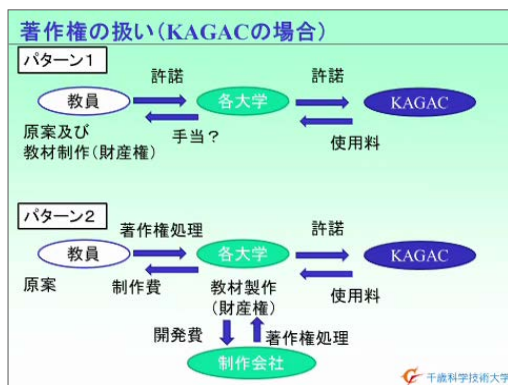 著作権の扱い(KAGACの場合)
パターン1
許諾
許諾
教員
各大学
KAGAC
原案及び
教材制作(財産権)
手当?
使用料
パターン2
著作権処理
許諾
教員
各大学
KAGAC
原案
制作費
教材製作
(財産権)
使用料
開発費
著作権処理
制作会社
千歳科学技術大学